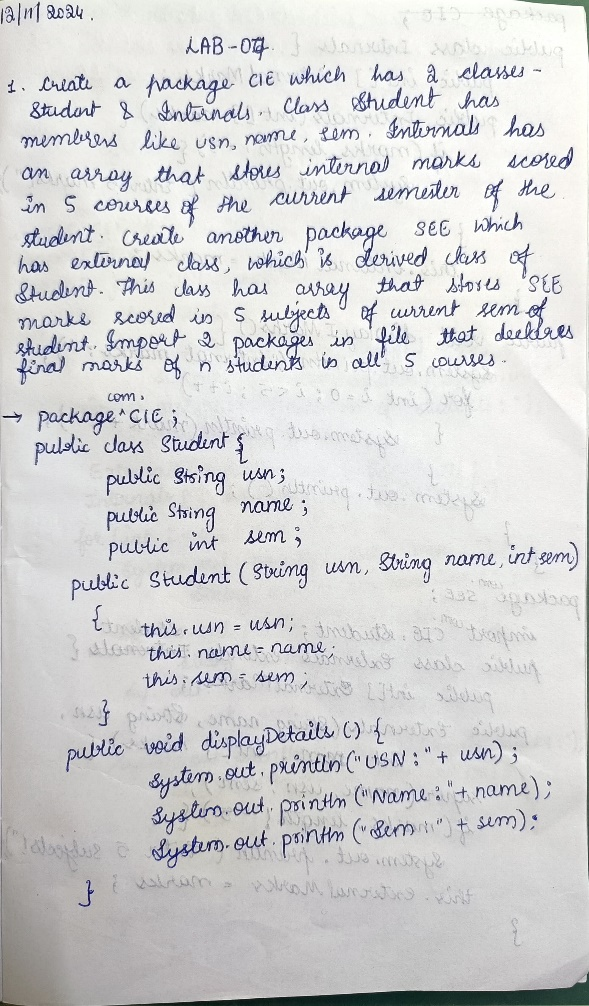 12/11/2024.
LAB-07
1. Create a package CIE which has 2 classes -
Student & Internals. Class Student has
members like usn, name, sem. Internals has
an array that stores internal marks scored
in 5 courses of the current semester of the
student. Create another package SEE which
has external class, which is derived class of
Student. This class has array that stores SEE
marks scored in 5 subjects of current sem of
student. Import 2 packages in file that declares
final marks of n students in all 5 courses.
→ package com.CIE ;
public class Student {
public String usn;
public String name ;
public int sem ;
public Student (String usn, String name, int sem)
{ this.usn = usn;
this.name = name;
this.sem = sem ;
}
public void displayDetails () {
System.out.println ("USN :" + usn) ;
System.out.println ("Name :" + name) ;
System.out.println ("Sem " + sem) ;
}